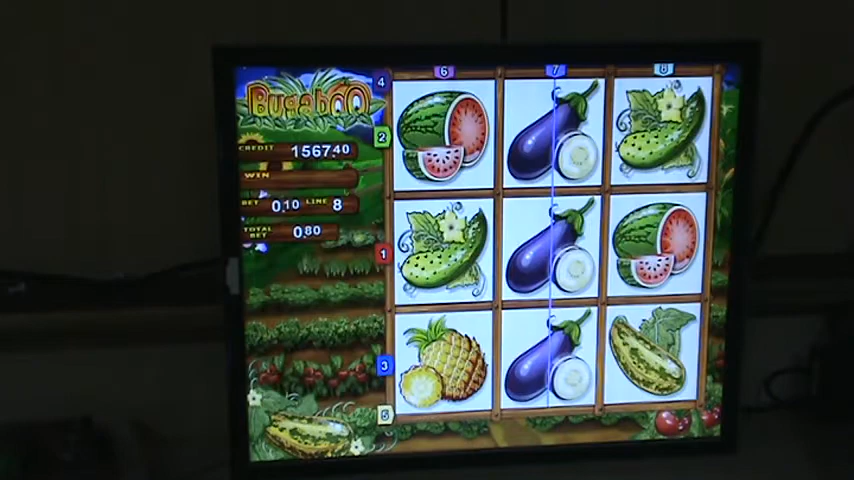 BugabOO
CREDIT 1567.40
WIN
BET 0.10 LINE 8
TOTAL BET 0.80
4
2
1
3
5
6 7 8